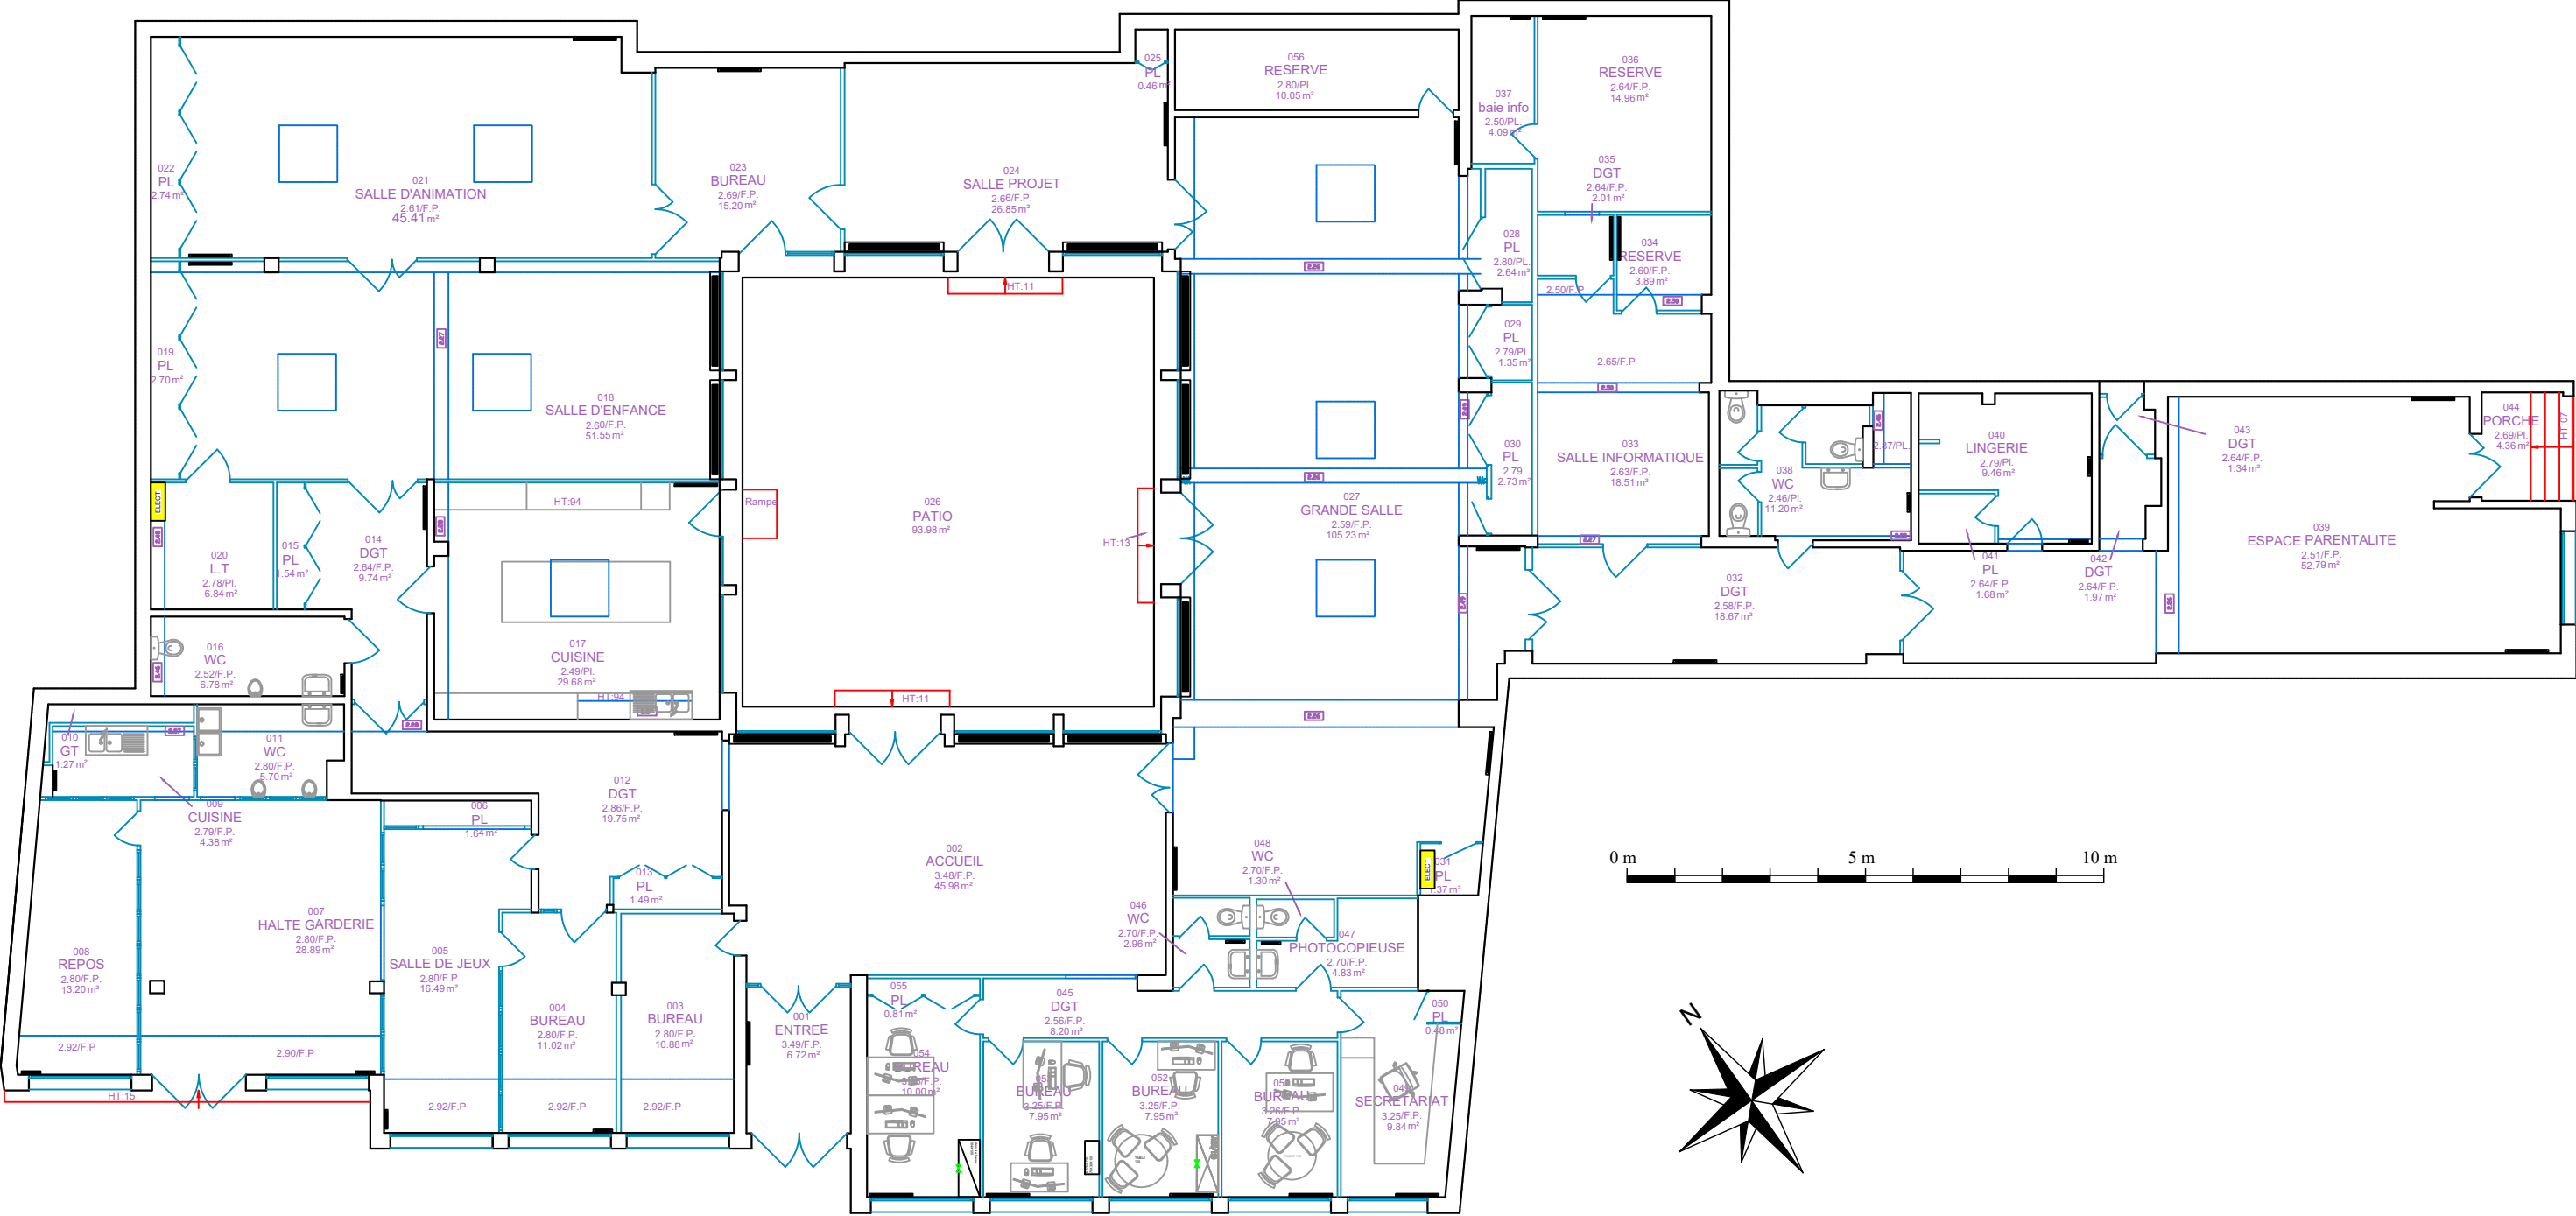 025
PL
0.46 m²
056
RESERVE
2.80/PL.
10.05 m²
036
RESERVE
2.64/F.P.
14.96 m²
037
baie info
2.50/PL.
4.09 m²
022
PL
2.74 m²
021
SALLE D'ANIMATION
2.61/F.P.
45.41 m²
023
BUREAU
2.69/F.P.
15.20 m²
024
SALLE PROJET
2.66/F.P.
26.85 m²
035
DGT
2.64/F.P.
2.01 m²
028
PL
2.80/PL.
2.64 m²
034
RESERVE
2.60/F.P.
3.89 m²
2.50/F.P
HT:11
019
PL
2.70 m²
018
SALLE D'ENFANCE
2.60/F.P.
51.55 m²
029
PL
2.79/PL.
1.35 m²
2.65/F.P
044
PORCHE
2.69/Pl.
4.36 m²
HT:07
043
DGT
2.64/F.P.
1.34 m²
040
LINGERIE
2.79/Pl.
9.46 m²
2.87/PL.
033
SALLE INFORMATIQUE
2.63/F.P.
18.51 m²
030
PL
2.79
2.73 m²
038
WC
2.46/Pl.
11.20 m²
ELECT
HT:94
Rampe
026
PATIO
93.98 m²
027
GRANDE SALLE
2.59/F.P.
105.23 m²
HT:13
039
ESPACE PARENTALITE
2.51/F.P.
52.79 m²
020
L.T
2.78/Pl.
6.84 m²
015
PL
1.54 m²
014
DGT
2.64/F.P.
9.74 m²
041
PL
2.64/F.P.
1.68 m²
042
DGT
2.64/F.P.
1.97 m²
032
DGT
2.58/F.P.
18.67 m²
016
WC
2.52/F.P.
6.78 m²
017
CUISINE
2.49/Pl.
29.68 m²
HT:94
HT:11
010
GT
1.27 m²
011
WC
2.80/F.P.
5.70 m²
012
DGT
2.86/F.P.
19.75 m²
009
CUISINE
2.79/F.P.
4.38 m²
006
PL
1.64 m²
002
ACCUEIL
3.48/F.P.
45.98 m²
048
WC
2.70/F.P.
1.30 m²
ELECT
031
PL
1.37 m²
0 m
5 m
10 m
013
PL
1.49 m²
007
HALTE GARDERIE
2.80/F.P.
28.89 m²
046
WC
2.70/F.P.
2.96 m²
047
PHOTOCOPIEUSE
2.70/F.P.
4.83 m²
008
REPOS
2.80/F.P.
13.20 m²
005
SALLE DE JEUX
2.80/F.P.
16.49 m²
004
BUREAU
2.80/F.P.
11.02 m²
003
BUREAU
2.80/F.P.
10.88 m²
001
ENTREE
3.49/F.P.
6.72 m²
055
PL
0.81 m²
045
DGT
2.56/F.P.
8.20 m²
050
PL
0.48 m²
N
2.92/F.P
2.90/F.P
054
BUREAU
10.00 m²
BUREAU
3.25/F.P.
7.95 m²
052
BUREAU
3.25/F.P.
7.95 m²
BUREAU
3.26/F.P.
7.95 m²
049
SECRETARIAT
3.25/F.P.
9.84 m²
HT:15
2.92/F.P
2.92/F.P
2.92/F.P